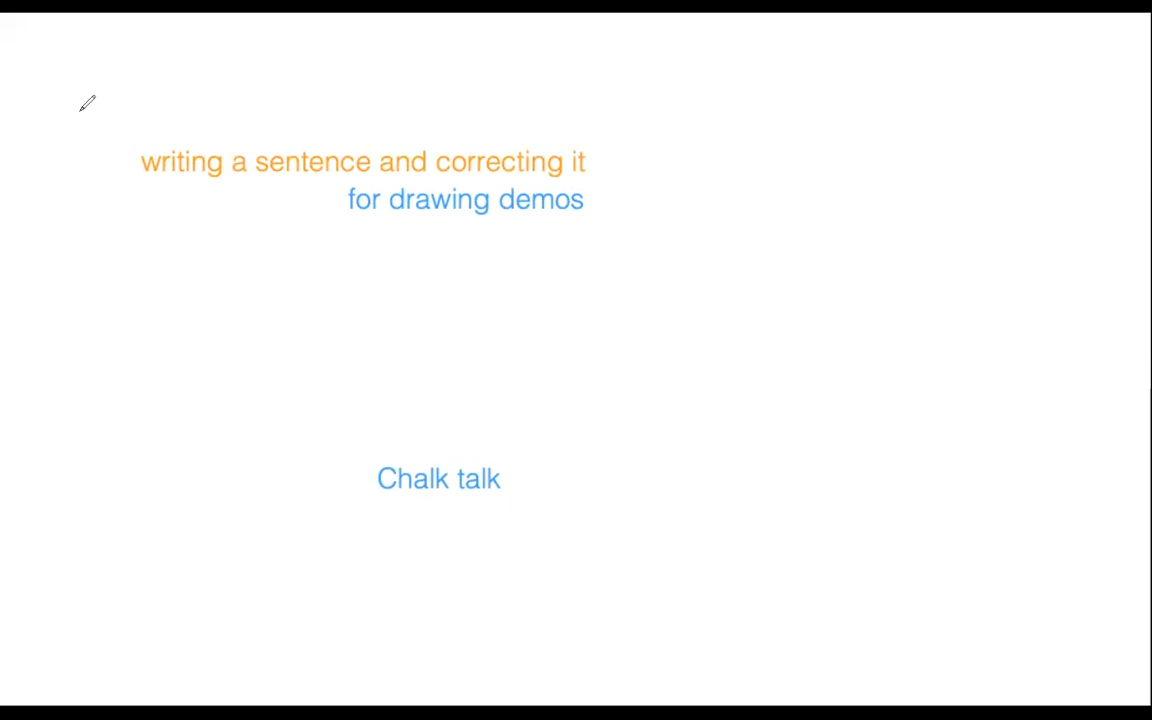 writing a sentence and correcting it
for drawing demos
Chalk talk